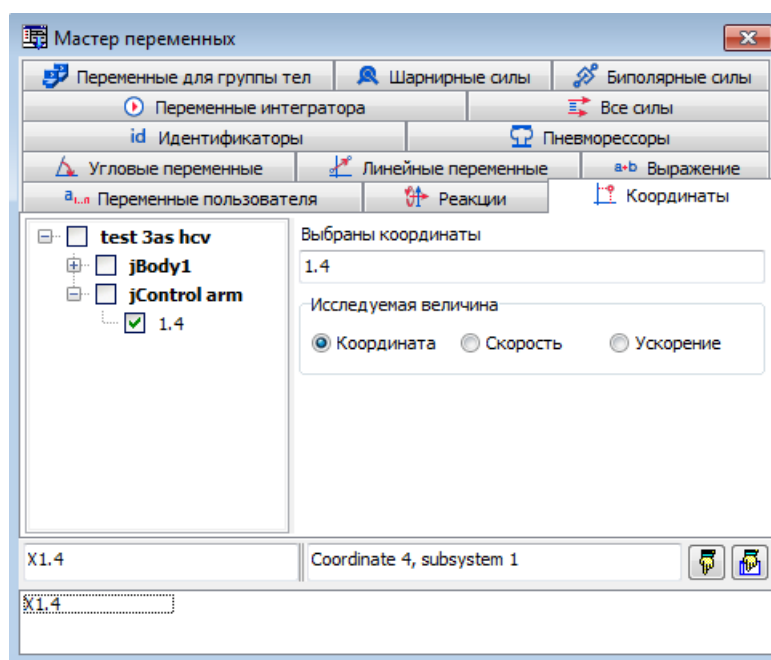 Мастер переменных
Переменные для группы тел
Шарнирные силы
Биполярные силы
Переменные интегратора
Все силы
id Идентификаторы
Пневморессоры
Угловые переменные
Линейные переменные
a+b Выражение
a1..n Переменные пользователя
Реакции
Координаты
test 3as hcv
jBody1
jControl arm
1.4
Выбраны координаты
1.4
Исследуемая величина
Координата
Скорость
Ускорение
X1.4
Coordinate 4, subsystem 1
X1.4